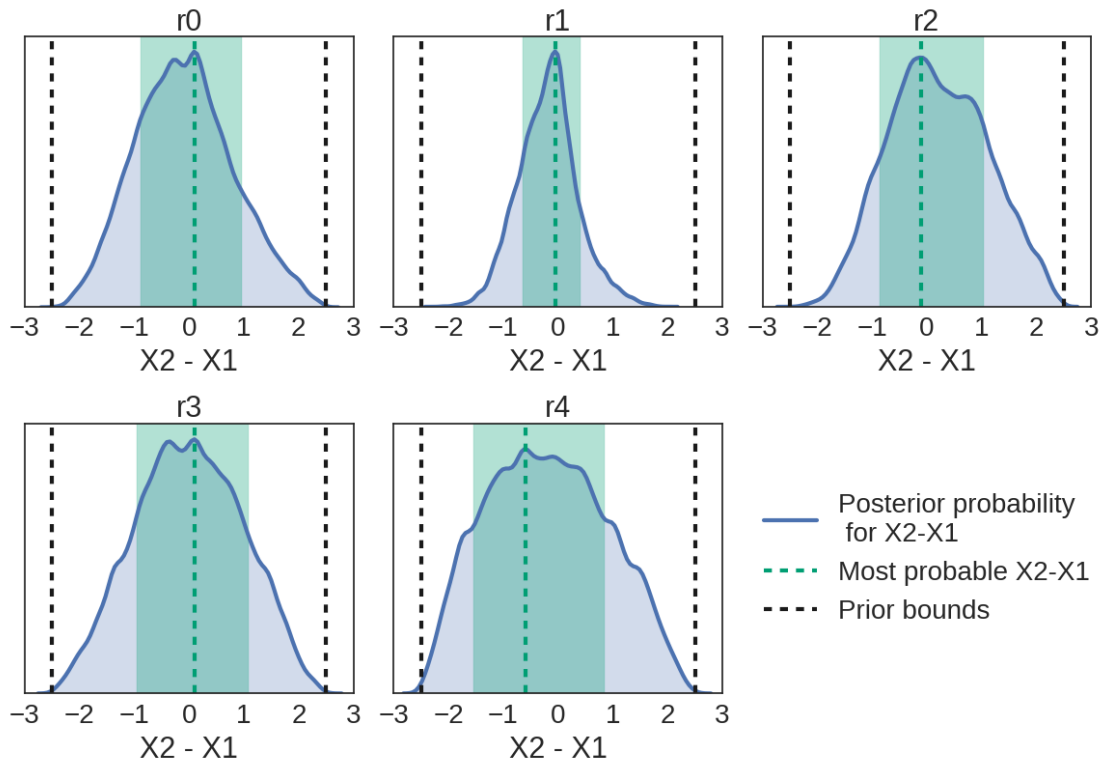 r0
r1
r2
−3 −2 −1 0 1 2 3
−3 −2 −1 0 1 2 3
−3 −2 −1 0 1 2 3
X2 - X1
X2 - X1
X2 - X1
r3
r4
−3 −2 −1 0 1 2 3
−3 −2 −1 0 1 2 3
X2 - X1
X2 - X1
Posterior probability
for X2-X1
Most probable X2-X1
Prior bounds